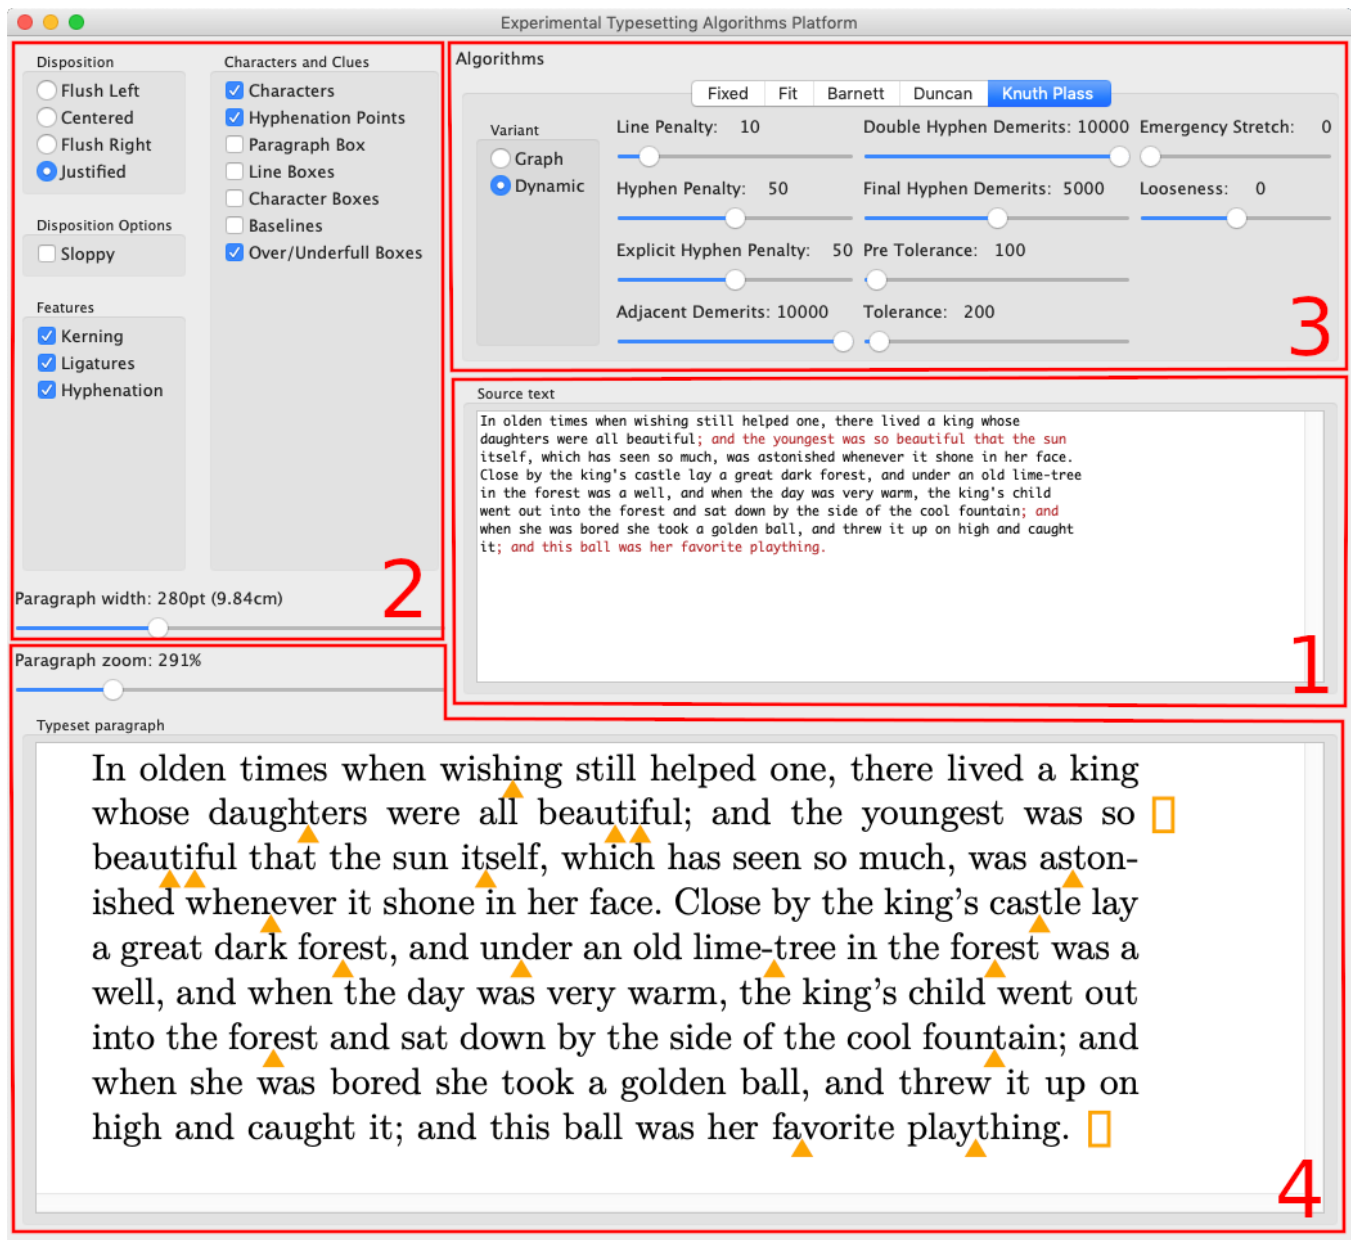 Experimental Typesetting Algorithms Platform
Disposition
Flush Left
Centered
Flush Right
Justified
Disposition Options
Sloppy
Features
Kerning
Ligatures
Hyphenation
Characters and Clues
Characters
Hyphenation Points
Paragraph Box
Line Boxes
Character Boxes
Baselines
Over/Underfull Boxes
Paragraph width: 280pt (9.84cm)
2
Algorithms
Fixed Fit Barnett Duncan Knuth Plass
Variant
Graph
Dynamic
Line Penalty: 10 Double Hyphen Demerits: 10000 Emergency Stretch: 0
Hyphen Penalty: 50 Final Hyphen Demerits: 5000 Looseness: 0
Explicit Hyphen Penalty: 50 Pre Tolerance: 100
Adjacent Demerits: 10000 Tolerance: 200
3
Source text
In olden times when wishing still helped one, there lived a king whose
daughters were all beautiful; and the youngest was so beautiful that the sun
itself, which has seen so much, was astonished whenever it shone in her face.
Close by the king's castle lay a great dark forest, and under an old lime-tree
in the forest was a well, and when the day was very warm, the king's child
went out into the forest and sat down by the side of the cool fountain; and
when she was bored she took a golden ball, and threw it up on high and caught
it; and this ball was her favorite plaything.
1
Paragraph zoom: 291%
Typeset paragraph
In olden times when wishing still helped one, there lived a king
whose daughters were all beautiful; and the youngest was so
beautiful that the sun itself, which has seen so much, was aston-
ished whenever it shone in her face. Close by the king’s castle lay
a great dark forest, and under an old lime-tree in the forest was a
well, and when the day was very warm, the king’s child went out
into the forest and sat down by the side of the cool fountain; and
when she was bored she took a golden ball, and threw it up on
high and caught it; and this ball was her favorite plaything.
4